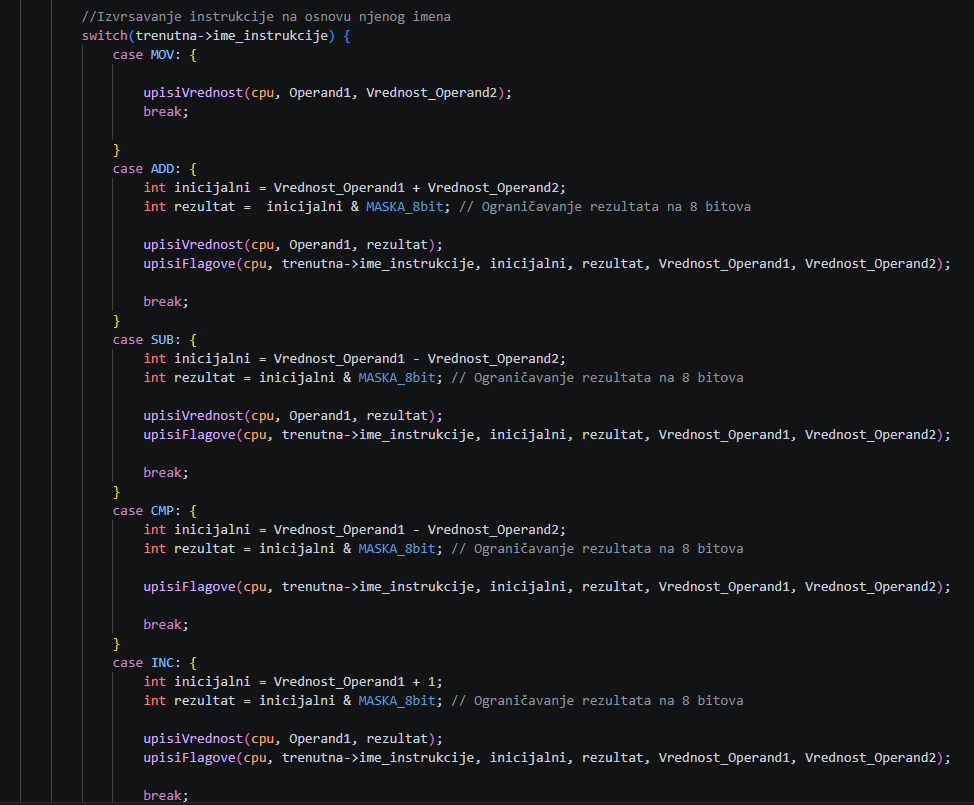 //Izvrsavanje instrukcije na osnovu njenog imena
switch(trenutna->ime_instrukcije) {
case MOV: {
upisiVrednost(cpu, Operand1, Vrednost_Operand2);
break;
}
case ADD: {
int inicijalni = Vrednost_Operand1 + Vrednost_Operand2;
int rezultat =  inicijalni & MASKA_8bit; // Ograničavanje rezultata na 8 bitova
upisiVrednost(cpu, Operand1, rezultat);
upisiFlagove(cpu, trenutna->ime_instrukcije, inicijalni, rezultat, Vrednost_Operand1, Vrednost_Operand2);
break;
}
case SUB: {
int inicijalni = Vrednost_Operand1 - Vrednost_Operand2;
int rezultat = inicijalni & MASKA_8bit; // Ograničavanje rezultata na 8 bitova
upisiVrednost(cpu, Operand1, rezultat);
upisiFlagove(cpu, trenutna->ime_instrukcije, inicijalni, rezultat, Vrednost_Operand1, Vrednost_Operand2);
break;
}
case CMP: {
int inicijalni = Vrednost_Operand1 - Vrednost_Operand2;
int rezultat = inicijalni & MASKA_8bit; // Ograničavanje rezultata na 8 bitova
upisiFlagove(cpu, trenutna->ime_instrukcije, inicijalni, rezultat, Vrednost_Operand1, Vrednost_Operand2);
break;
}
case INC: {
int inicijalni = Vrednost_Operand1 + 1;
int rezultat = inicijalni & MASKA_8bit; // Ograničavanje rezultata na 8 bitova
upisiVrednost(cpu, Operand1, rezultat);
upisiFlagove(cpu, trenutna->ime_instrukcije, inicijalni, rezultat, Vrednost_Operand1, Vrednost_Operand2);
break;